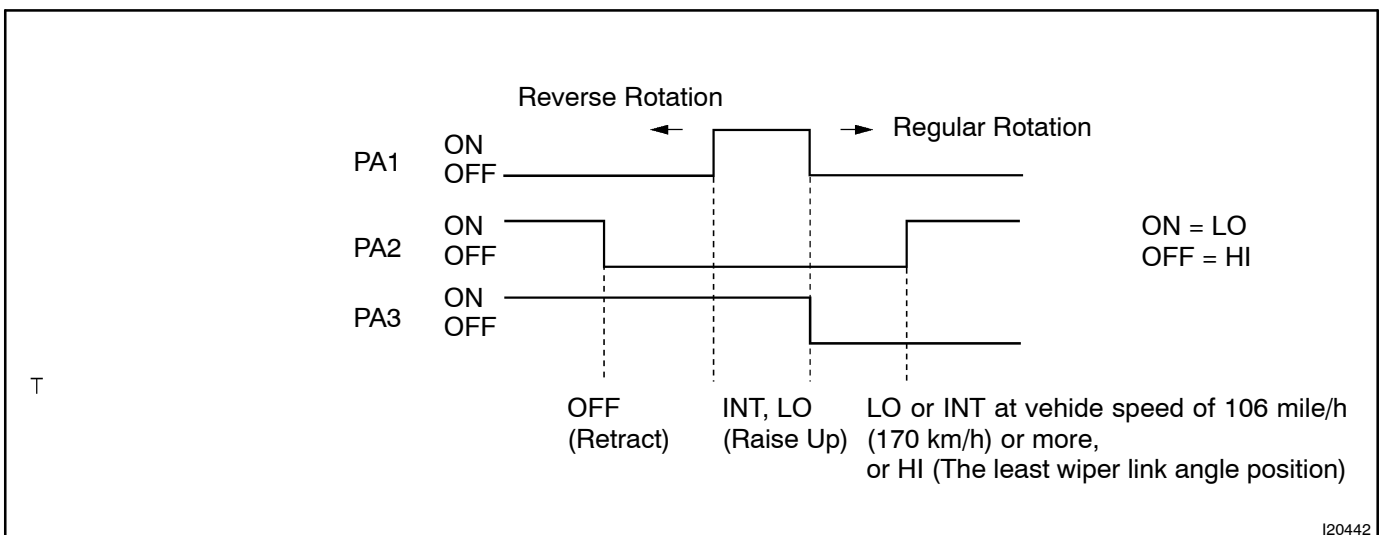 Reverse Rotation
Regular Rotation
PA1
ON
OFF
PA2
ON
OFF
ON = LO
OFF = HI
PA3
ON
OFF
T
OFF
(Retract)
INT, LO
(Raise Up)
LO or INT at vehide speed of 106 mile/h
(170 km/h) or more,
or HI (The least wiper link angle position)
I20442